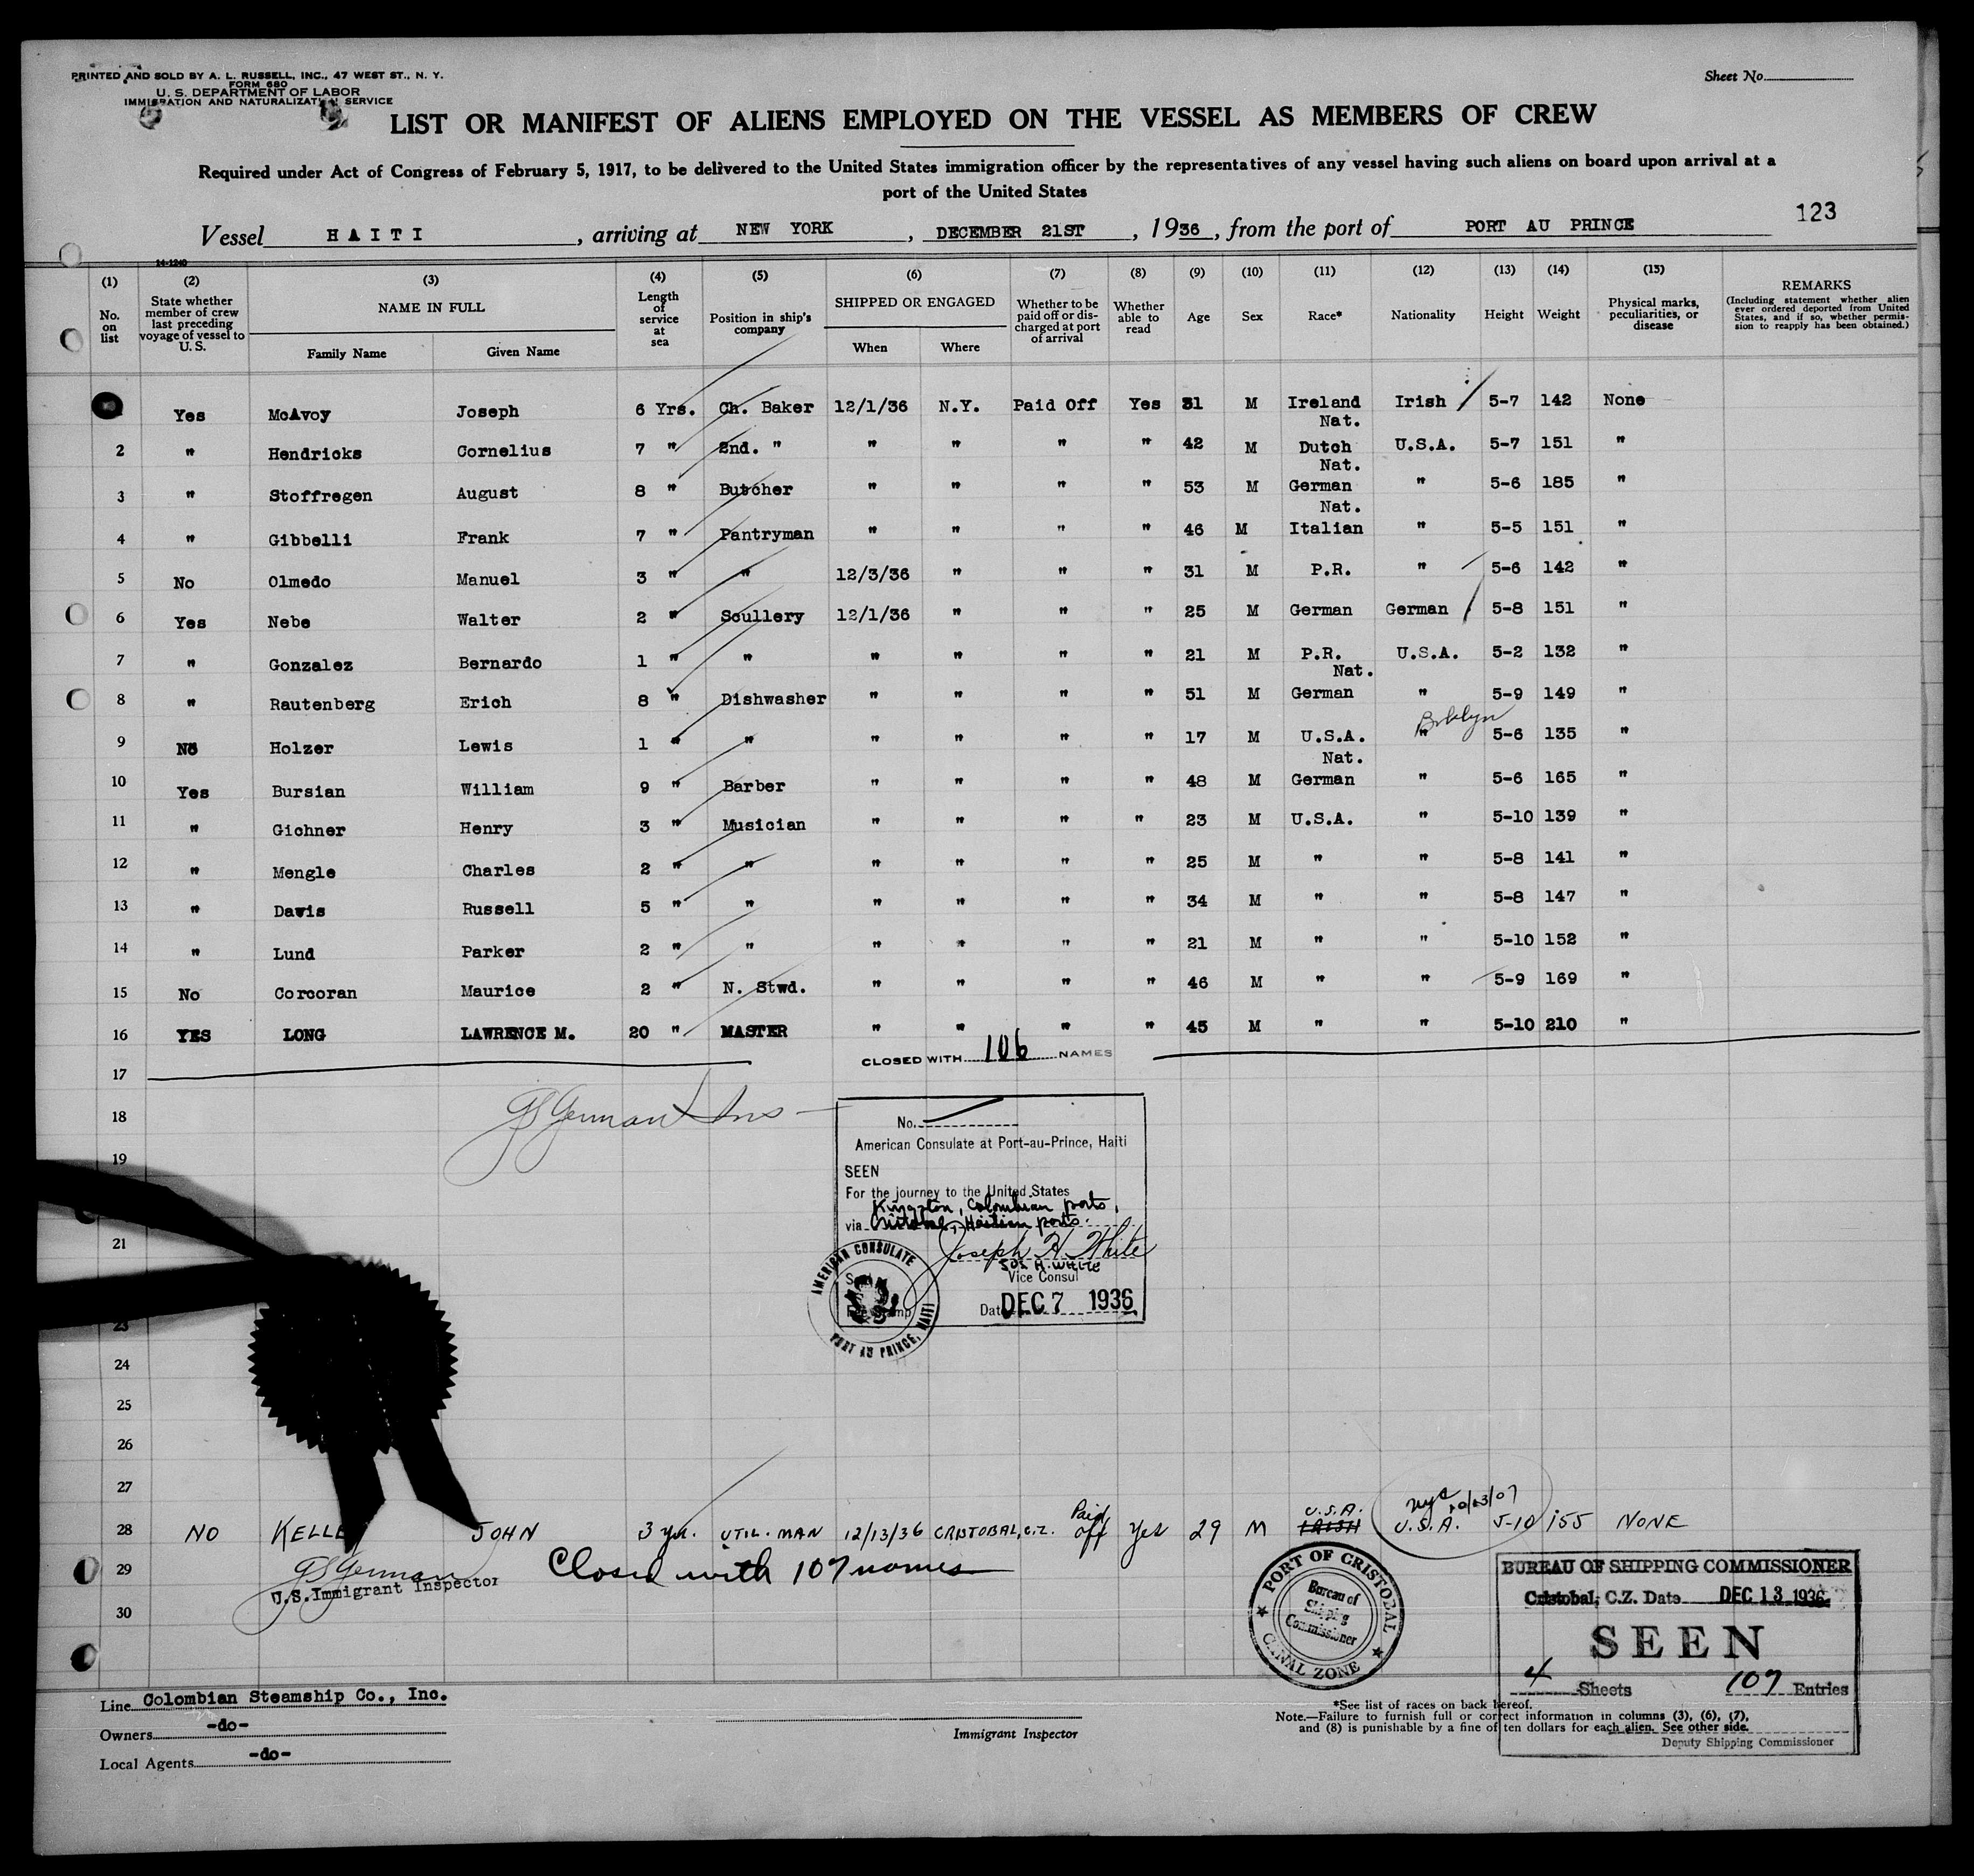 PRINTED AND SOLD BY A. L. RUSSELL, INC., 47 WEST ST., N. Y.
FORM 680
U. S. DEPARTMENT OF LABOR
IMMIGRATION AND NATURALIZATION SERVICE
Sheet No.
LIST OR MANIFEST OF ALIENS EMPLOYED ON THE VESSEL AS MEMBERS OF CREW
Required under Act of Congress of February 5, 1917, to be delivered to the United States immigration officer by the representatives of any vessel having such aliens on board upon arrival at a
port of the United States
123
Vessel HAITI, arriving at NEW YORK, DECEMBER 21ST, 1936, from the port of PORT AU PRINCE
14-1240
(1) No. on list (2) State whether member of crew last preceding voyage of vessel to U. S. (3) NAME IN FULL Family Name Given Name (4) Length of service at sea (5) Position in ship's company (6) SHIPPED OR ENGAGED When Where (7) Whether to be paid off or discharged at port of arrival (8) Whether able to read (9) Age (10) Sex (11) Race* (12) Nationality (13) Height (14) Weight (15) Physical marks, peculiarities, or disease REMARKS (Including statement whether alien ever ordered deported from United States, and if so, whether permission to reapply has been obtained.)
Yes McAvoy Joseph 6 Yrs. Ch. Baker 12/1/36 N.Y. Paid Off Yes 31 M Ireland Irish 5-7 142 None
2 " Hendricks Cornelius 7 " 2nd. " " " " " 42 M Nat. Dutch U.S.A. 5-7 151 "
3 " Stoffregen August 8 " Butcher " " " " 53 M Nat. German " 5-6 185 "
4 " Gibbelli Frank 7 " Pantryman " " " " 46 M Nat. Italian " 5-5 151 "
5 No Olmedo Manuel 3 " " 12/3/36 " " " 31 M P.R. " 5-6 142 "
6 Yes Nebe Walter 2 " Scullery 12/1/36 " " " 25 M German German 5-8 151 "
7 " Gonzalez Bernardo 1 " " " " " " 21 M P.R. U.S.A. 5-2 132 "
8 " Rautenberg Erich 8 " Dishwasher " " " " 51 M Nat. German " 5-9 149 "
9 No Holzer Lewis 1 " " " " " " 17 M U.S.A. " Brklyn 5-6 135 "
10 Yes Bursian William 9 " Barber " " " " 48 M Nat. German " 5-6 165 "
11 " Gichner Henry 3 " Musician " " " " 23 M U.S.A. " 5-10 139 "
12 " Mengle Charles 2 " " " " " " 25 M " " 5-8 141 "
13 " Davis Russell 5 " " " " " " 34 M " " 5-8 147 "
14 " Lund Parker 2 " " " " " " 21 M " " 5-10 152 "
15 No Corcoran Maurice 2 " N. Stwd. " " " " 46 M " " 5-9 169 "
16 YES LONG LAWRENCE M. 20 " MASTER " " " " 45 M " " 5-10 210 "
CLOSED WITH 106 NAMES
17
18
GS German Ins
No.
American Consulate at Port-au-Prince, Haiti
19
SEEN
For the journey to the United States
Kingston, Colombian ports,
via Cristobal, Haitian ports.
Joseph H White
JOS. H. WHITE
Vice Consul
Date DEC 7 1936
AMERICAN CONSULATE
PORT AU PRINCE, HAITI
21
23
24
25
26
27
28 NO KELLE JOHN 3 yr. UTIL. MAN 12/13/36 CRISTOBAL, C.Z. Paid off Yes 29 M U.S.A. IRISH U.S.A. nyc 10/23/07 5-10 155 NONE
29 GS German Closed with 107 names
U.S. Immigrant Inspector
30
PORT OF CRISTOBAL
Bureau of
Shipping
Commissioner
CANAL ZONE
BUREAU OF SHIPPING COMMISSIONER
Cristobal, C.Z. Date DEC 13 1936
SEEN
4 Sheets 107 Entries
Deputy Shipping Commissioner
Line Colombian Steamship Co., Inc.
Owners -do-
Local Agents -do-
Immigrant Inspector
*See list of races on back hereof.
Note.—Failure to furnish full or correct information in columns (3), (6), (7),
and (8) is punishable by a fine of ten dollars for each alien. See other side.